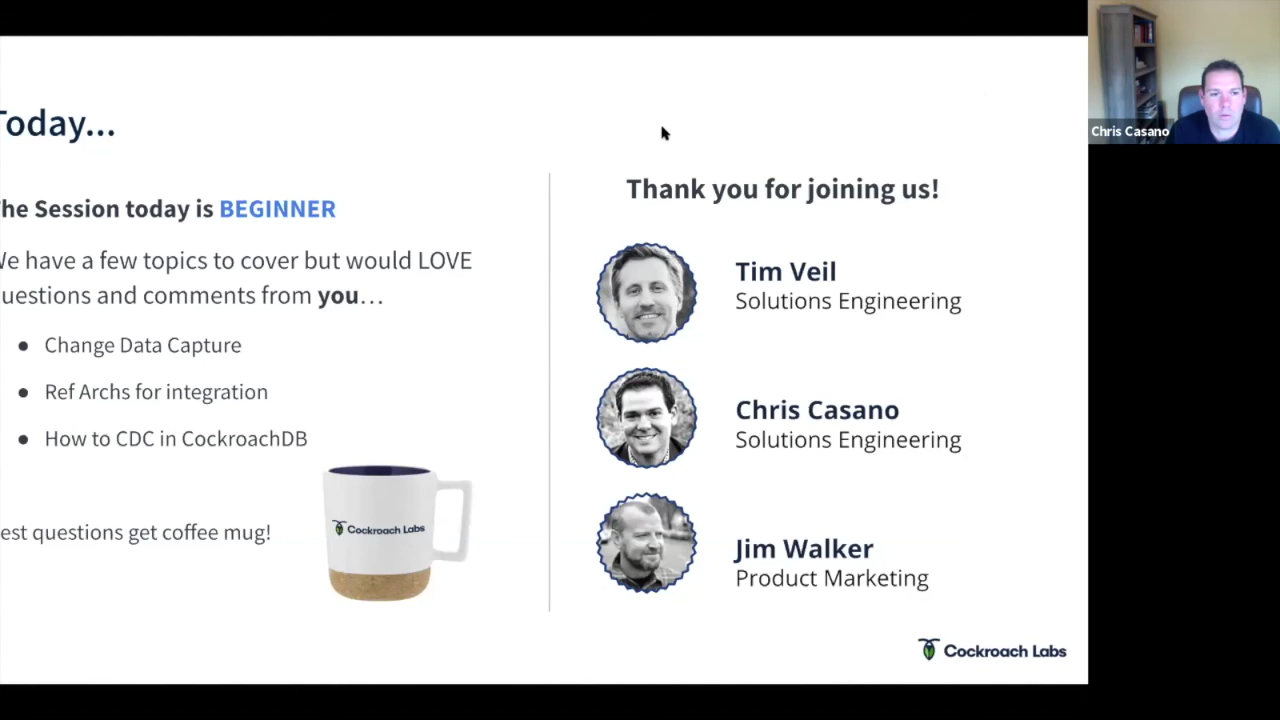 Today...
he Session today is BEGINNER
We have a few topics to cover but would LOVE
uestions and comments from you...
• Change Data Capture
• Ref Archs for integration
• How to CDC in CockroachDB
est questions get coffee mug!
Cockroach Labs
Thank you for joining us!
Tim Veil
Solutions Engineering
Chris Casano
Solutions Engineering
Jim Walker
Product Marketing
Cockroach Labs
Chris Casano